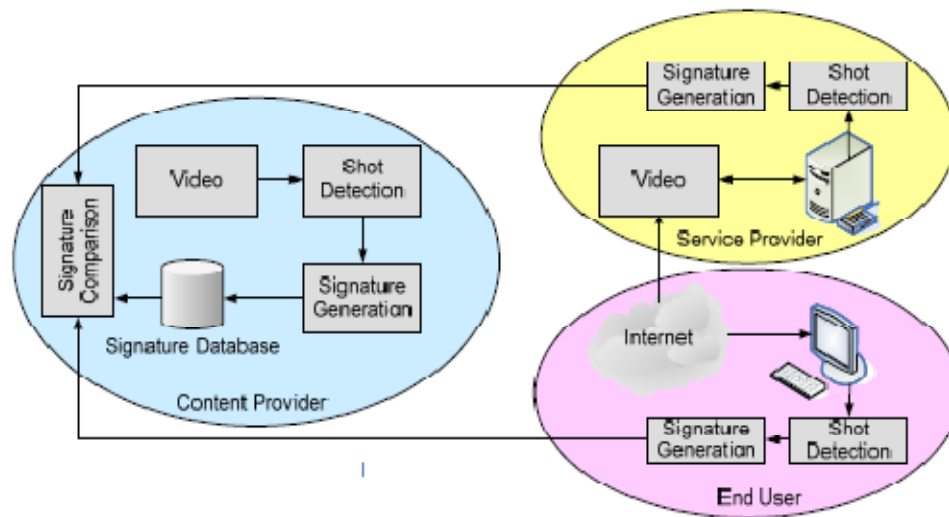 Signature
Generation
Shot
Detection
Video
Service Provider
Video
Shot
Detection
Signature
Comparison
Signature
Generation
Signature Database
Content Provider
Internet
Signature
Generation
Shot
Detection
End User